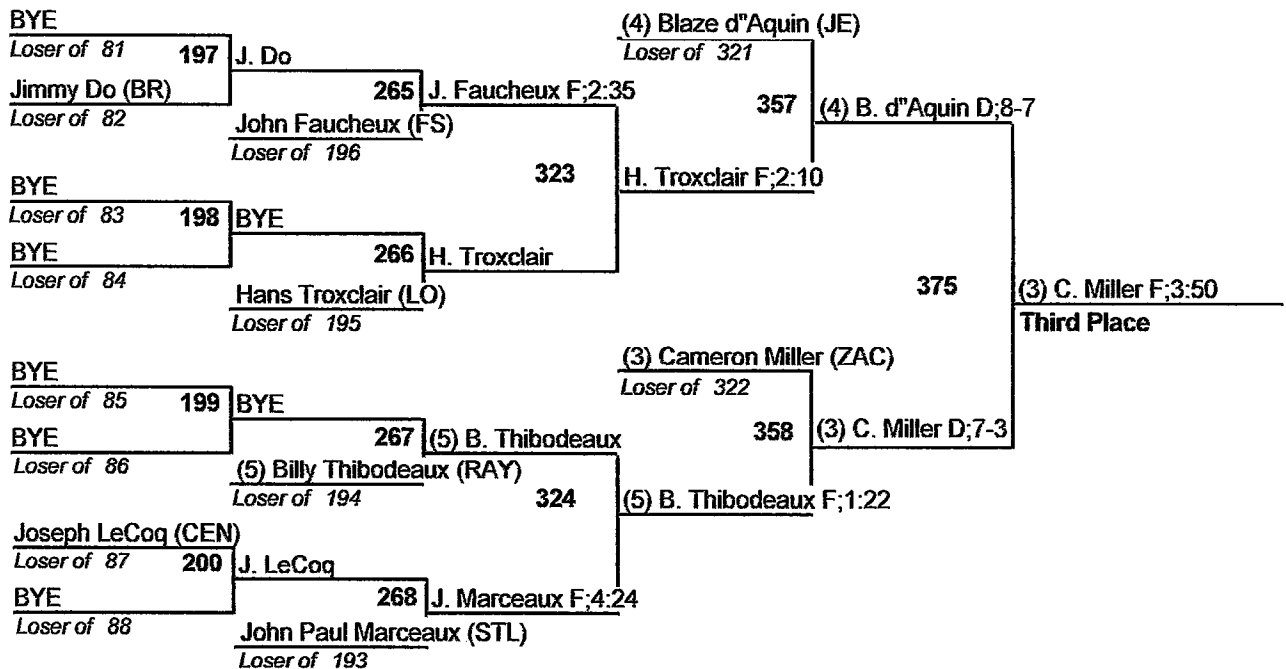 BYE
Loser of 81
197
J. Do
Jimmy Do (BR)
Loser of 82
265
J. Faucheux F;2:35
John Faucheux (FS)
Loser of 196
BYE
Loser of 83
198
BYE
BYE
Loser of 84
266
H. Troxclair
Hans Troxclair (LO)
Loser of 195
323
H. Troxclair F;2:10
(4) Blaze d"Aquin (JE)
Loser of 321
357
(4) B. d"Aquin D;8-7
BYE
Loser of 85
199
BYE
BYE
Loser of 86
267
(5) B. Thibodeaux
(5) Billy Thibodeaux (RAY)
Loser of 194
Joseph LeCoq (CEN)
Loser of 87
200
J. LeCoq
BYE
Loser of 88
268
J. Marceaux F;4:24
John Paul Marceaux (STL)
Loser of 193
324
(5) B. Thibodeaux F;1:22
(3) Cameron Miller (ZAC)
Loser of 322
358
(3) C. Miller D;7-3
375
(3) C. Miller F;3:50
Third Place